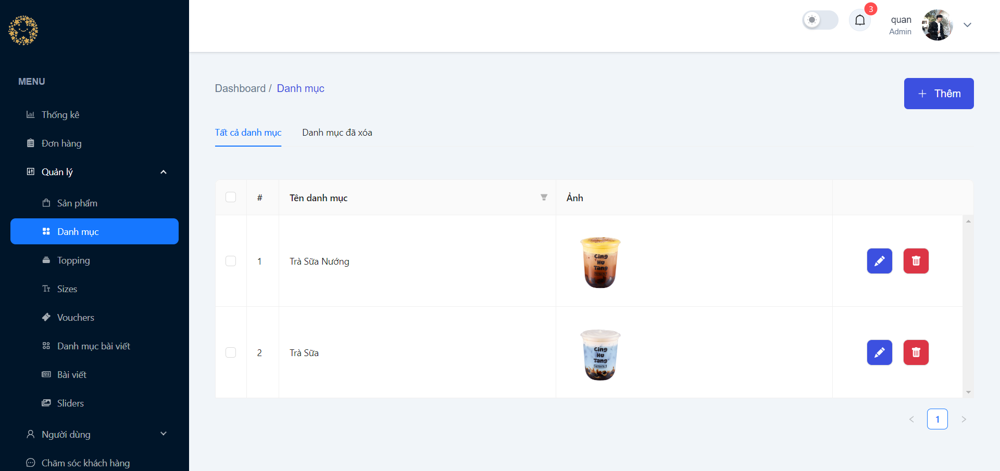 3
quan
Admin
MENU
Thống kê
Đơn hàng
Quản lý
Sản phẩm
Danh mục
Topping
Sizes
Vouchers
Danh mục bài viết
Bài viết
Sliders
Người dùng
Chăm sóc khách hàng
Dashboard / Danh mục
Thêm
Tất cả danh mục
Danh mục đã xóa
# Tên danh mục Ảnh
1 Trà Sữa Nướng
Cing
Hu
Tang
2 Trà Sữa
Cing
Hu
Tang
1